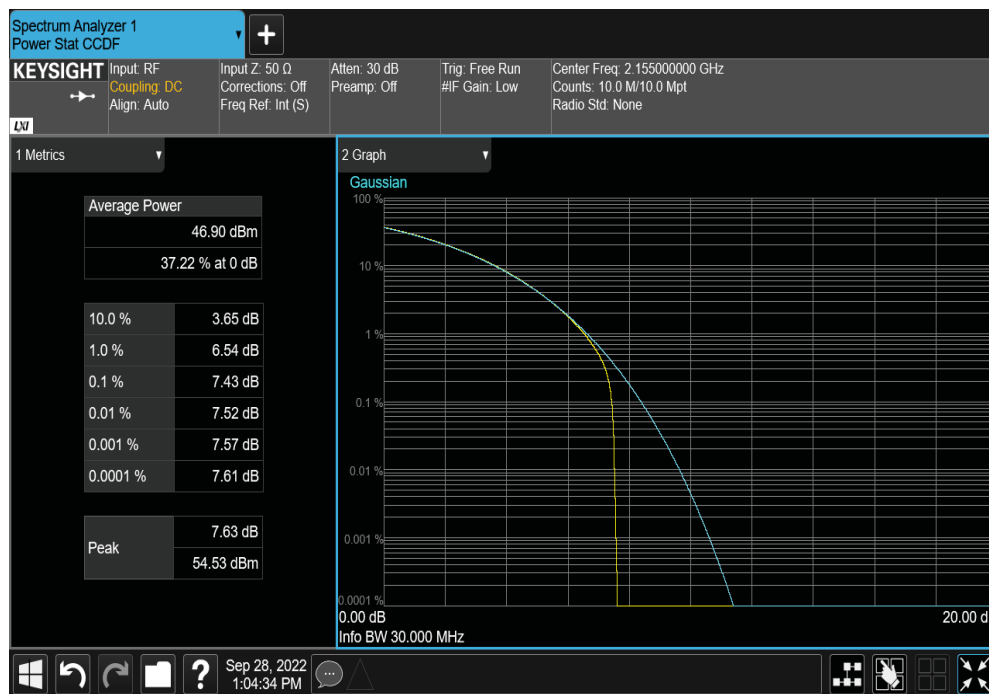 Spectrum Analyzer 1
Power Stat CCDF
+
KEYSIGHT
LXI
Input: RF
Coupling: DC
Align: Auto
Input Z: 50 Ω
Corrections: Off
Freq Ref: Int (S)
Atten: 30 dB
Preamp: Off
Trig: Free Run
#IF Gain: Low
Center Freq: 2.155000000 GHz
Counts: 10.0 M/10.0 Mpt
Radio Std: None
1 Metrics
Average Power
46.90 dBm
37.22 % at 0 dB
10.0 % 3.65 dB
1.0 % 6.54 dB
0.1 % 7.43 dB
0.01 % 7.52 dB
0.001 % 7.57 dB
0.0001 % 7.61 dB
Peak
7.63 dB
54.53 dBm
2 Graph
Gaussian
100 %
10 %
1 %
0.1 %
0.01 %
0.001 %
0.0001 %
0.00 dB
20.00 d
Info BW 30.000 MHz
?
Sep 28, 2022
1:04:34 PM